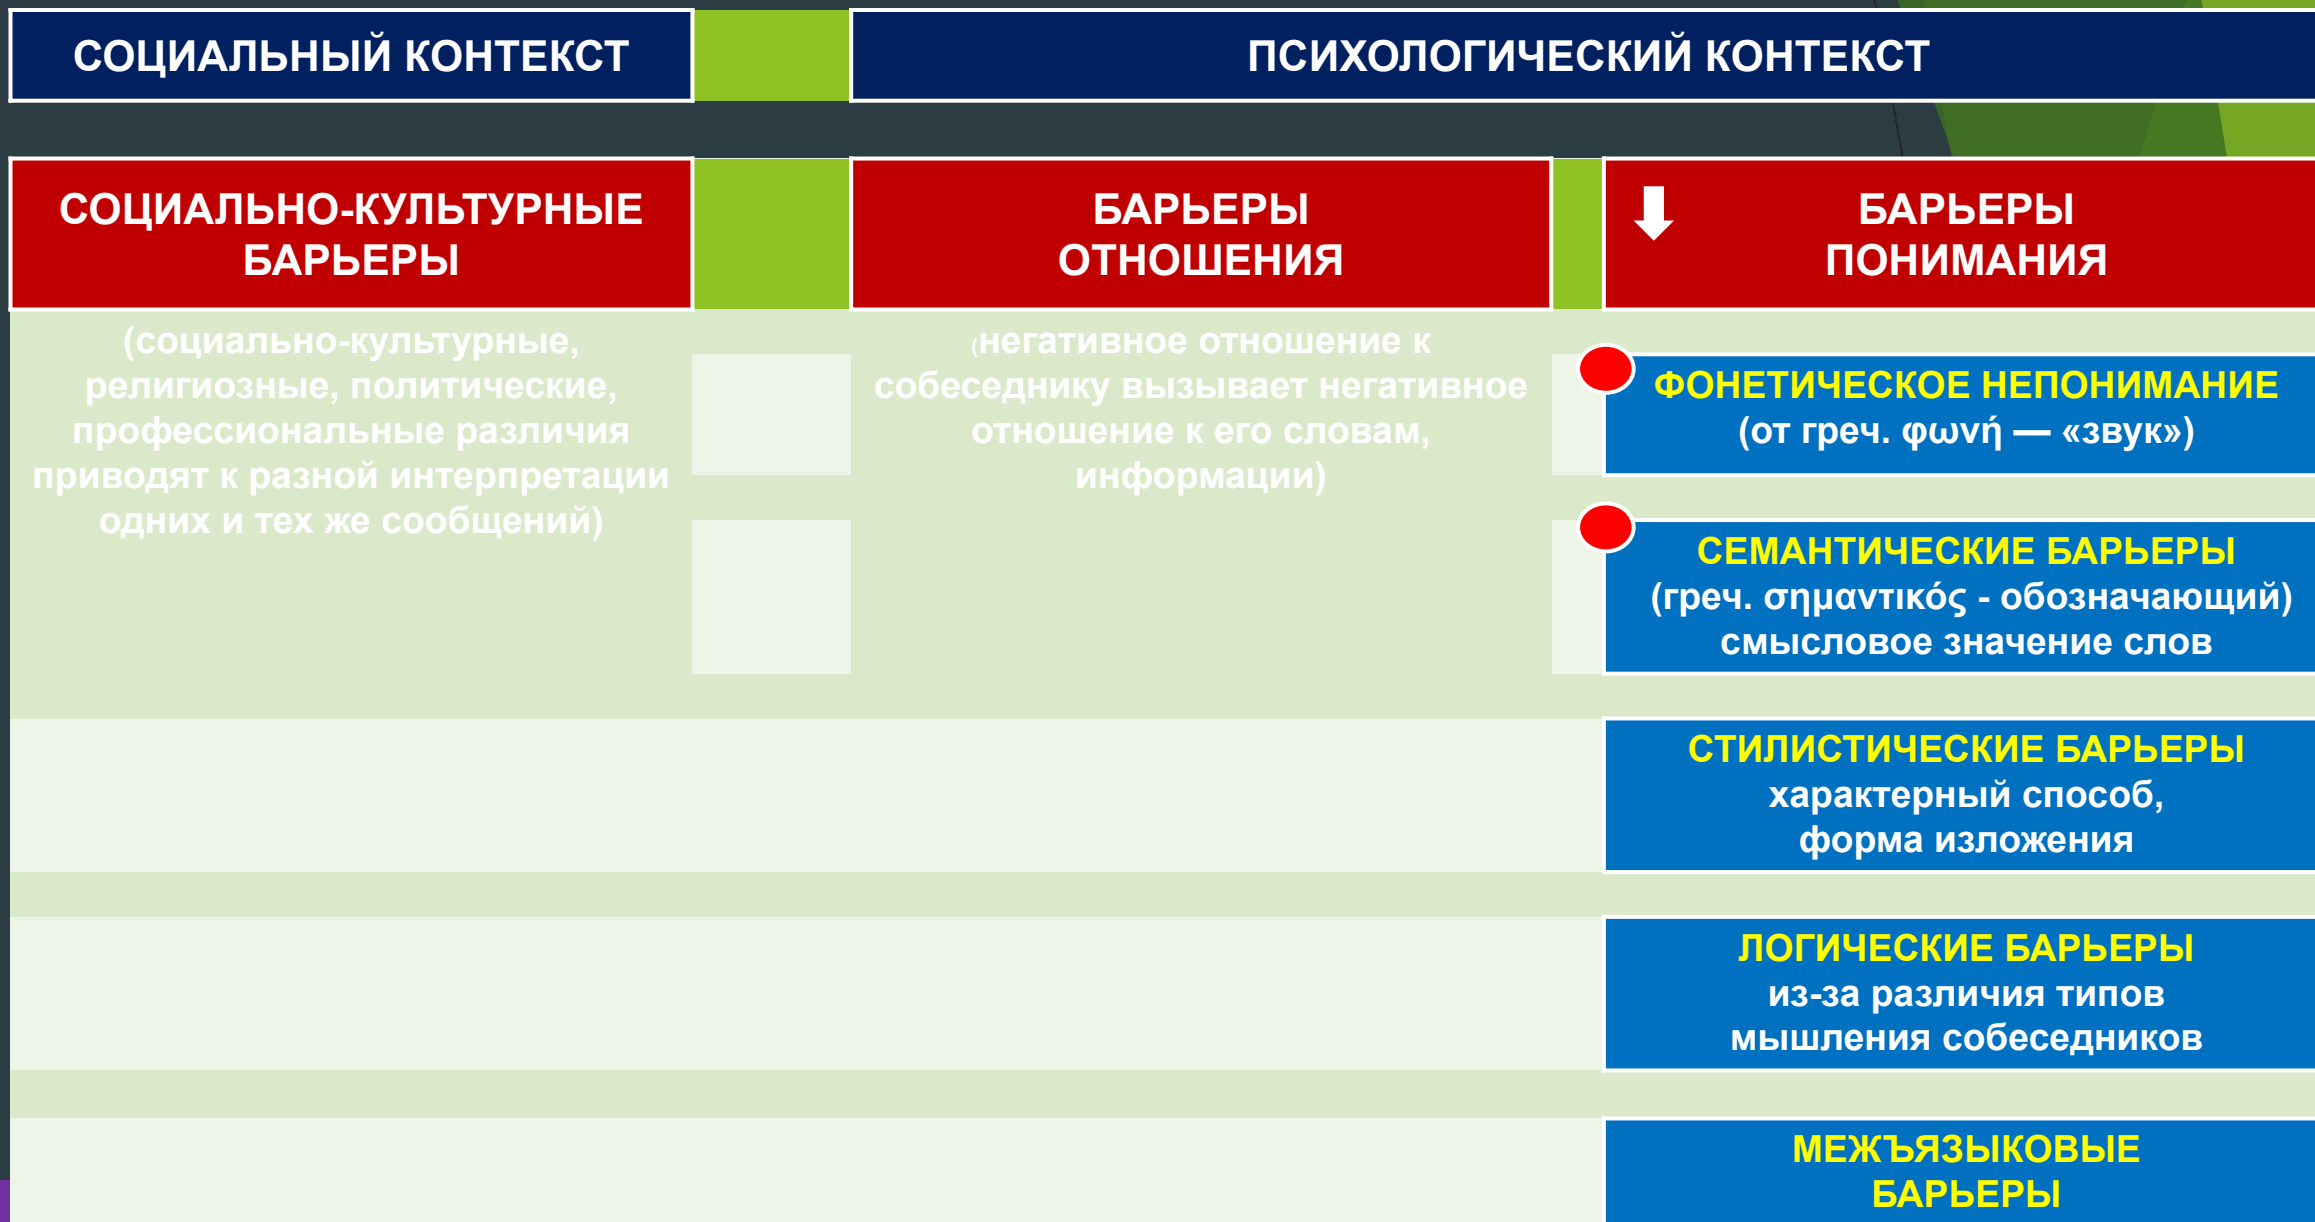 СОЦИАЛЬНЫЙ КОНТЕКСТ
ПСИХОЛОГИЧЕСКИЙ КОНТЕКСТ
СОЦИАЛЬНО-КУЛЬТУРНЫЕ
БАРЬЕРЫ
(социально-культурные,
религиозные, политические,
профессиональные различия
приводят к разной интерпретации
одних и тех же сообщений)
БАРЬЕРЫ
ОТНОШЕНИЯ
(негативное отношение к
собеседнику вызывает негативное
отношение к его словам,
информации)
БАРЬЕРЫ
ПОНИМАНИЯ
ФОНЕТИЧЕСКОЕ НЕПОНИМАНИЕ
(от греч. φωνή — «звук»)
СЕМАНТИЧЕСКИЕ БАРЬЕРЫ
(греч. σημαντικός - обозначающий)
смысловое значение слов
СТИЛИСТИЧЕСКИЕ БАРЬЕРЫ
характерный способ,
форма изложения
ЛОГИЧЕСКИЕ БАРЬЕРЫ
из-за различия типов
мышления собеседников
МЕЖЪЯЗЫКОВЫЕ
БАРЬЕРЫ